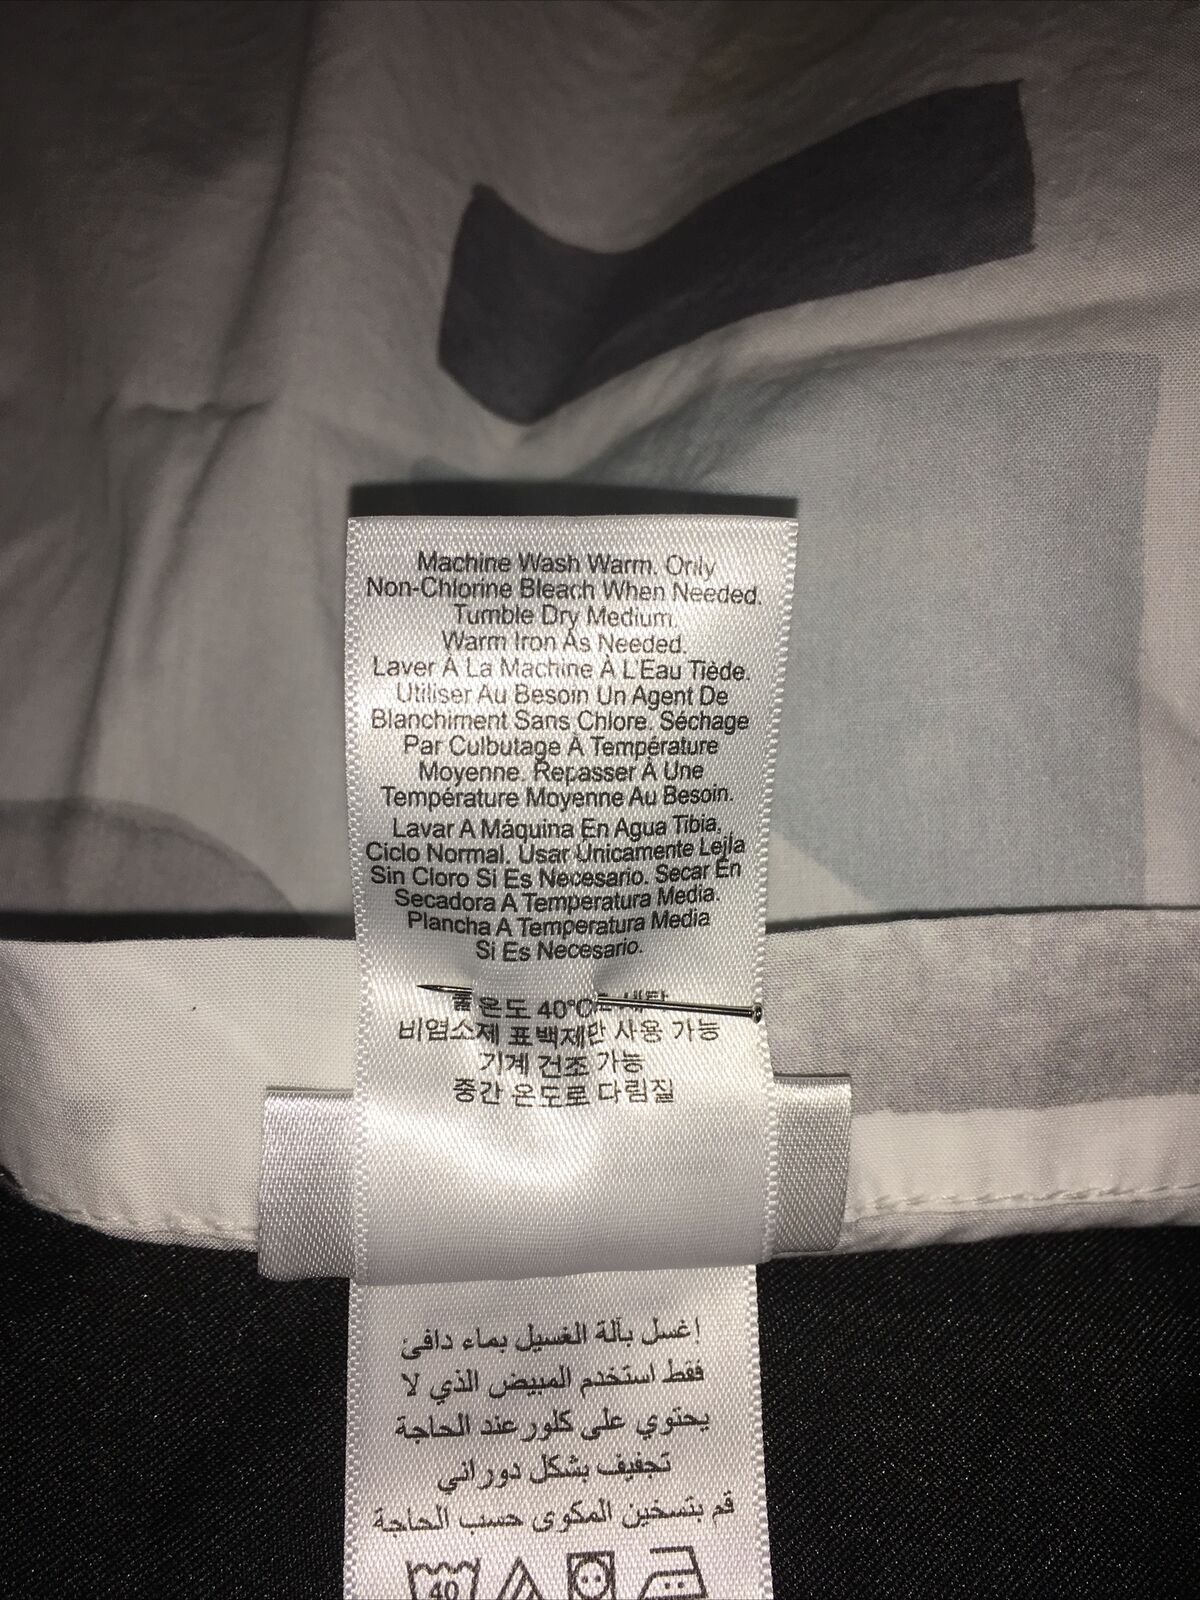 Machine Wash Warm. Only
Non-Chlorine Bleach When Needed.
Tumble Dry Medium.
Warm Iron As Needed.
Laver À La Machine À L'Eau Tiède.
Utiliser Au Besoin Un Agent De
Blanchiment Sans Chlore. Séchage
Par Culbutage À Température
Moyenne. Repasser À Une
Température Moyenne Au Besoin.
Lavar A Máquina En Agua Tibia,
Ciclo Normal. Usar Únicamente Lejla
Sin Cloro Si Es Necesario. Secar En
Secadora A Temperatura Media.
Plancha A Temperatura Media
Si Es Necesario.
온도 40°C
비염소제 표백제만 사용 가능
기계 건조 가능
중간 온도로 다림질
إغسل بآلة الغسيل بماء دافئ
فقط استخدم المبيض الذي لا
يحتوي على كلور عند الحاجة
تجفيف بشكل دوراني
قم بتسخين المكوى حسب الحاجة
40